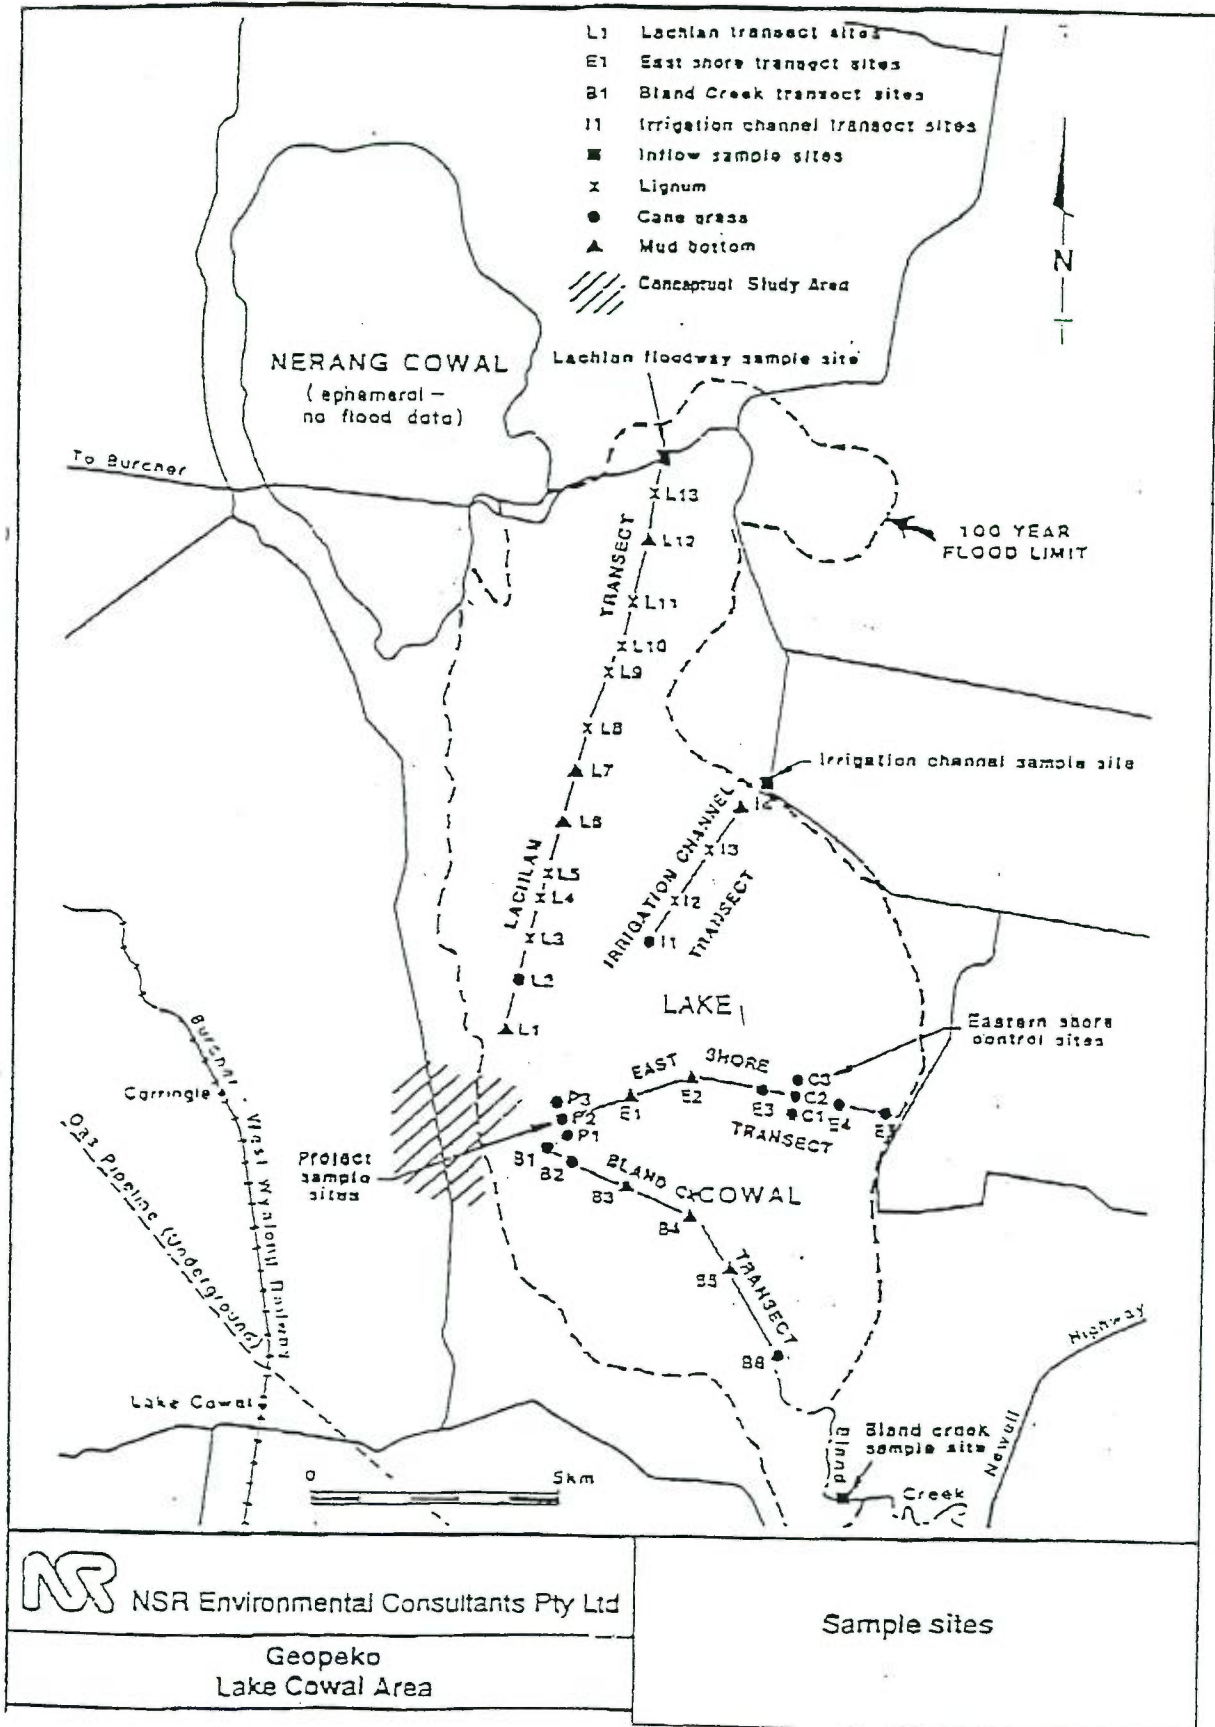 L1 Lachlan transect sites
E1 East shore transect sites
B1 Bland Creek transect sites
I1 Irrigation channel transect sites
Inflow sample sites
x Lignum
Cane grass
Mud bottom
Conceptual Study Area
N
NERANG COWAL
(ephemeral –
no flood data)
Lachlan floodway sample site
To Burcher
L13
L12
100 YEAR
FLOOD LIMIT
TRANSECT
L11
L10
L9
L8
L7
Irrigation channel sample site
L6
I3
L5
L4
I2
LACHLAN
IRRIGATION CHANNEL
TRANSECT
L3
I1
L2
LAKE
L1
Eastern shore
control sites
EAST SHORE
TRANSECT
C3
C2
C1
E1
E2
E3
E4
P3
P2
P1
Project
sample
sites
B1
B2
B3
B4
B5
B8
BLAND CK
TRANSECT
COWAL
Burcher - West Wyalong Railway
Corringle
Gas Pipeline (Underground)
Lake Cowal
0 5km
Bland creek
sample site
Bland
Creek
Newell
Highway
NSR NSR Environmental Consultants Pty Ltd
Geopeko
Lake Cowal Area
Sample sites